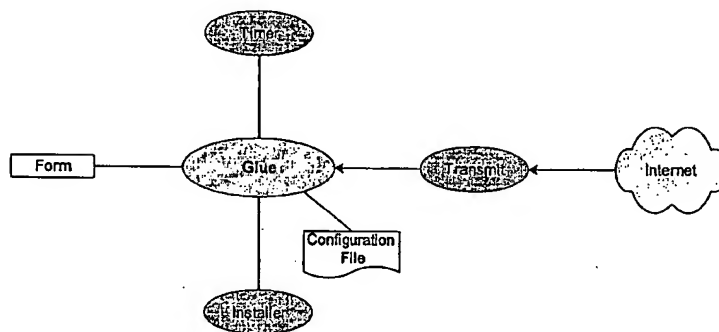 Timer
Form
Glue
Transmit
Internet
Configuration
File
Installer